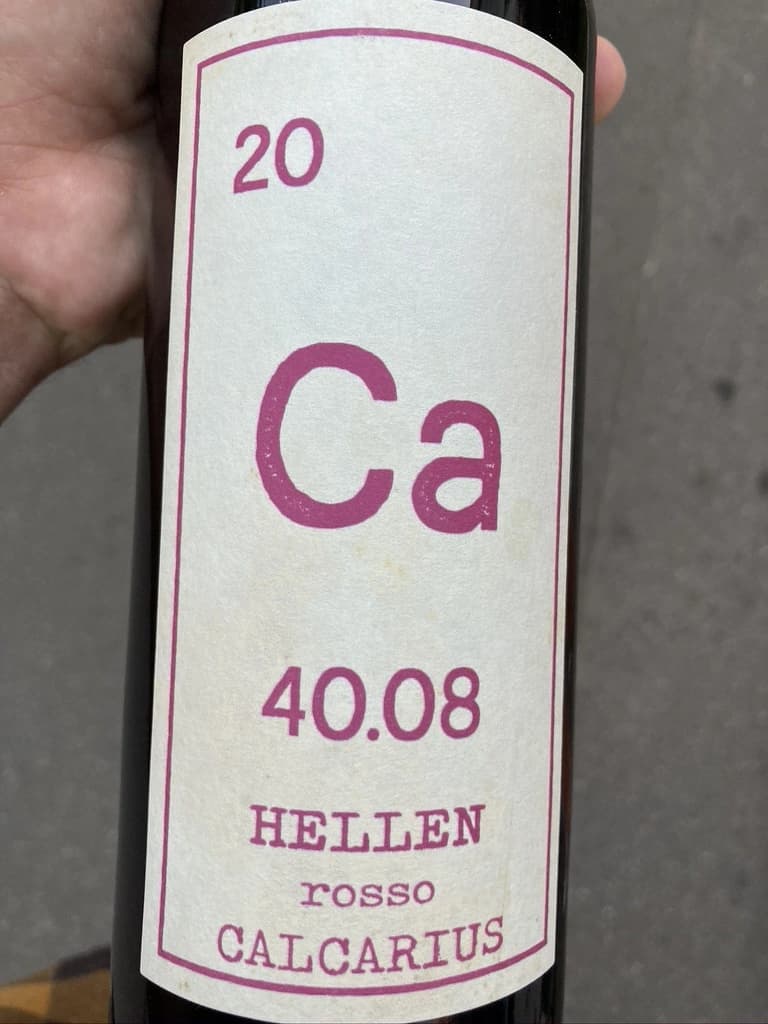 20
Ca
40.08
HELLEN
rosso
CALCARIUS